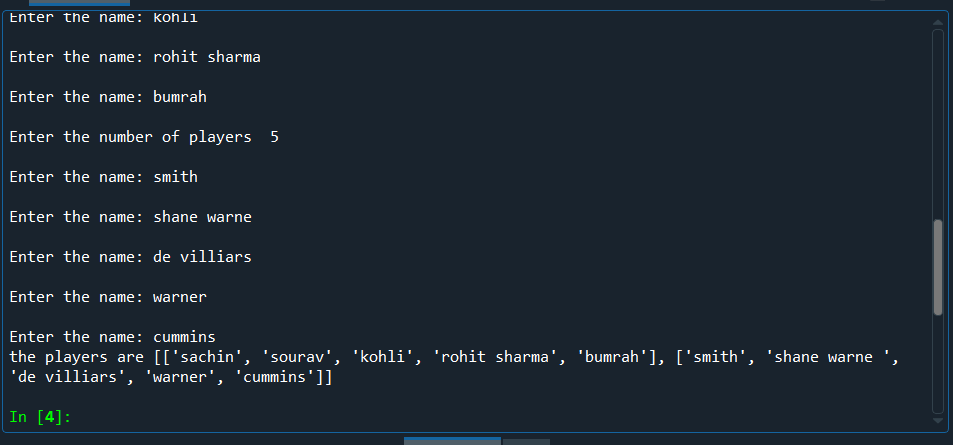 Enter the name: kohli
Enter the name: rohit sharma
Enter the name: bumrah
Enter the number of players  5
Enter the name: smith
Enter the name: shane warne
Enter the name: de villiars
Enter the name: warner
Enter the name: cummins
the players are [['sachin', 'sourav', 'kohli', 'rohit sharma', 'bumrah'], ['smith', 'shane warne ',
'de villiars', 'warner', 'cummins']]
In [4]: